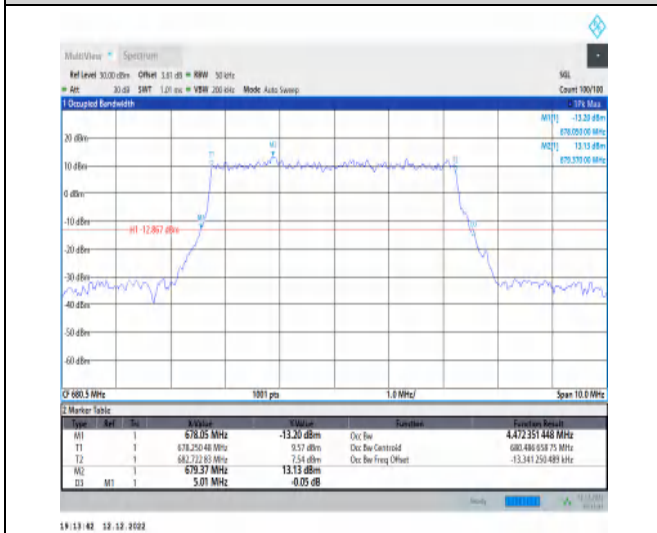 MultiView Spectrum
Ref Level 30.00 dBm Offset 3.61 dB RBW 50 kHz SGL
Att 30 dB SWT 1.01 ms VBW 200 kHz Mode Auto Sweep Count 100/100
1 Occupied Bandwidth 1Pk Max
M1[1] -13.20 dBm
678.050 00 MHz
M2[1] 13.13 dBm
679.370 00 MHz
20 dBm
10 dBm
0 dBm
-10 dBm
H1 -12.867 dBm
-20 dBm
-30 dBm
-40 dBm
-50 dBm
-60 dBm
M1
T1
M2
T2
D3
CF 680.5 MHz 1001 pts 1.0 MHz/ Span 10.0 MHz
2 Marker Table
Type Ref Trc X-Value Y-Value Function Function Result
M1 1 678.05 MHz -13.20 dBm Occ Bw 4.472 351 448 MHz
T1 1 678.250 48 MHz 9.57 dBm Occ Bw Centroid 680.486 658 75 MHz
T2 1 682.722 83 MHz 7.54 dBm Occ Bw Freq Offset -13.341 250 489 kHz
M2 1 679.37 MHz 13.13 dBm
D3 M1 1 5.01 MHz -0.05 dB
Ready
19:13:42 12.12.2022